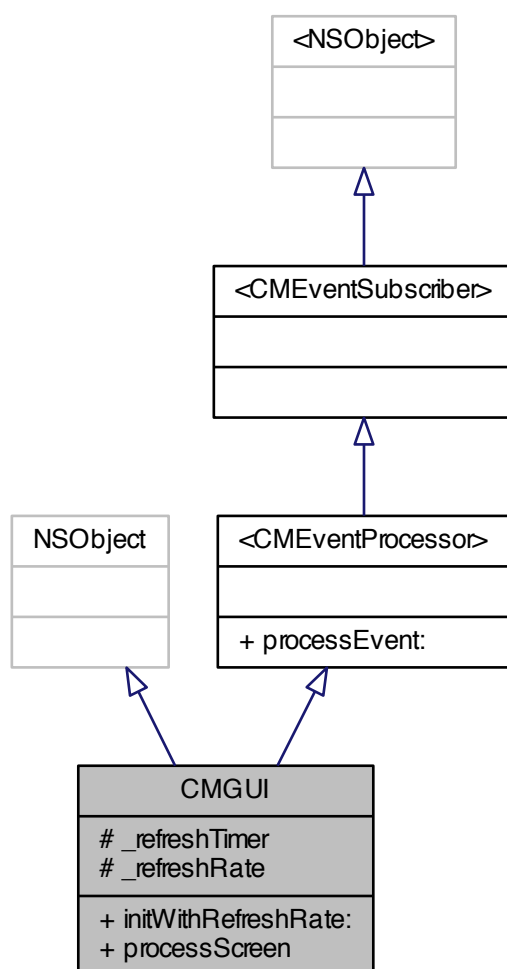 <NSObject>
<CMEventSubscriber>
NSObject
<CMEventProcessor>
+ processEvent:
CMGUI
# _refreshTimer
# _refreshRate
+ initWithRefreshRate:
+ processScreen